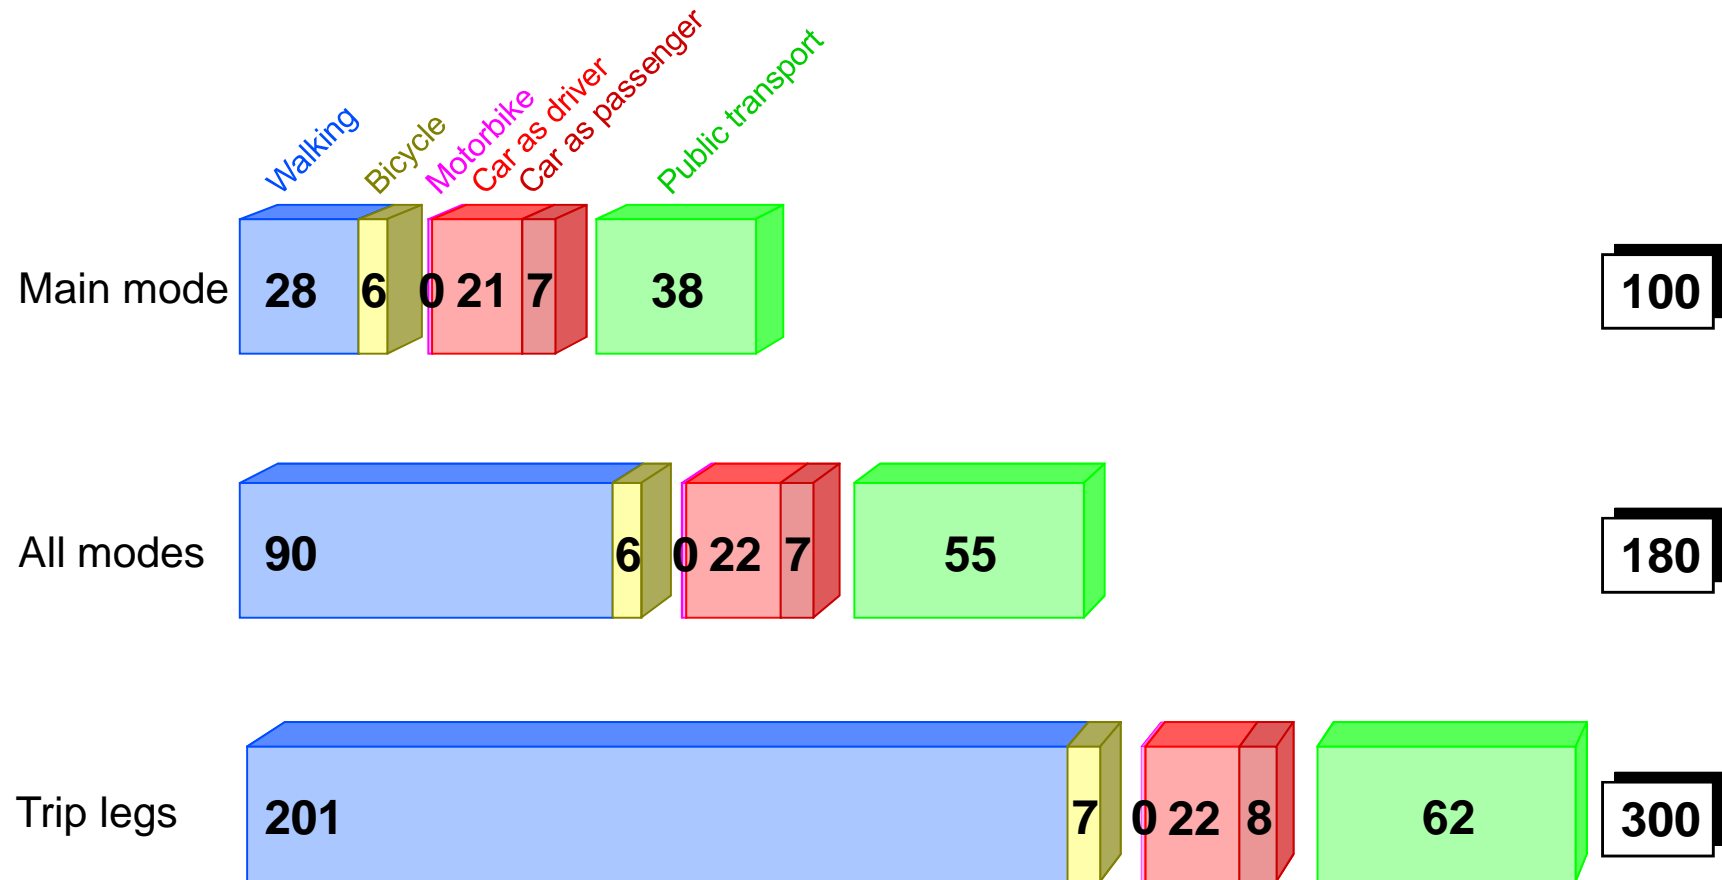 Walking
Bicycle
Motorbike
Car as driver
Car as passenger
Public transport
Main mode 28 6 0 21 7 38 100
All modes 90 6 0 22 7 55 180
Trip legs 201 7 0 22 8 62 300